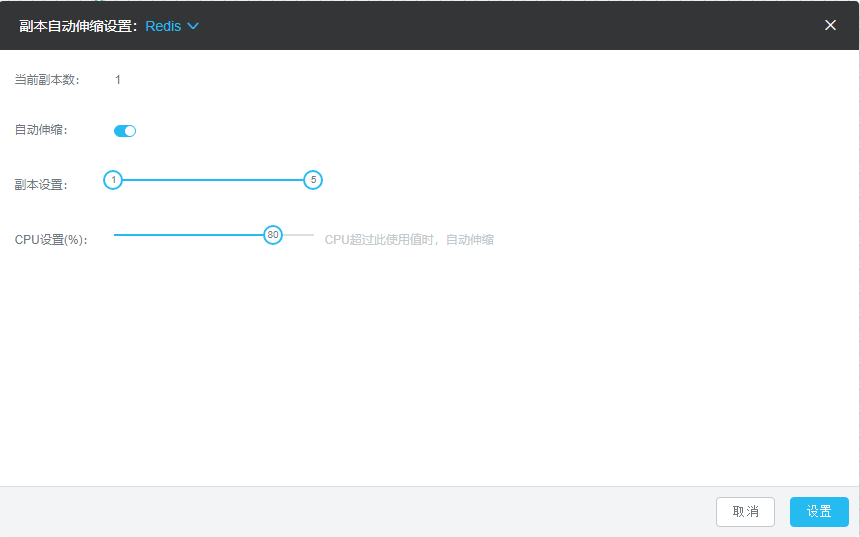 副本自动伸缩设置：Redis
当前副本数： 1
自动伸缩：
副本设置： 1 5
CPU设置(%)： 80 CPU超过此使用值时，自动伸缩
取消 设置